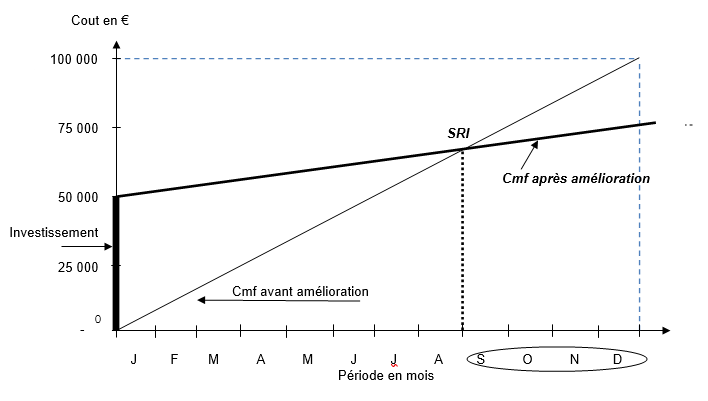 Cout en €
100 000
75 000
SRI
Cmf après amélioration
50 000
Investissement
25 000
Cmf avant amélioration
- 0
J F M A M J J A S O N D
Période en mois